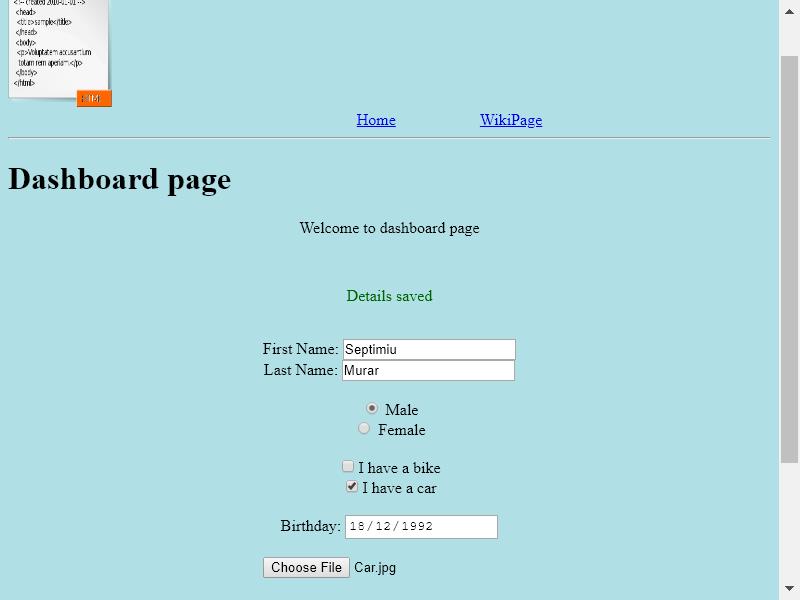 <!-- created 2010-01-01 -->
<head>
<title>sample</title>
</head>
<body>
<p>Voluptatem accusantium
totam rem aperiam.</p>
</body>
</html>
HTML
Home WikiPage
Dashboard page
Welcome to dashboard page
Details saved
First Name: Septimiu
Last Name: Murar
Male
Female
I have a bike
I have a car
Birthday: 18/12/1992
Choose File Car.jpg